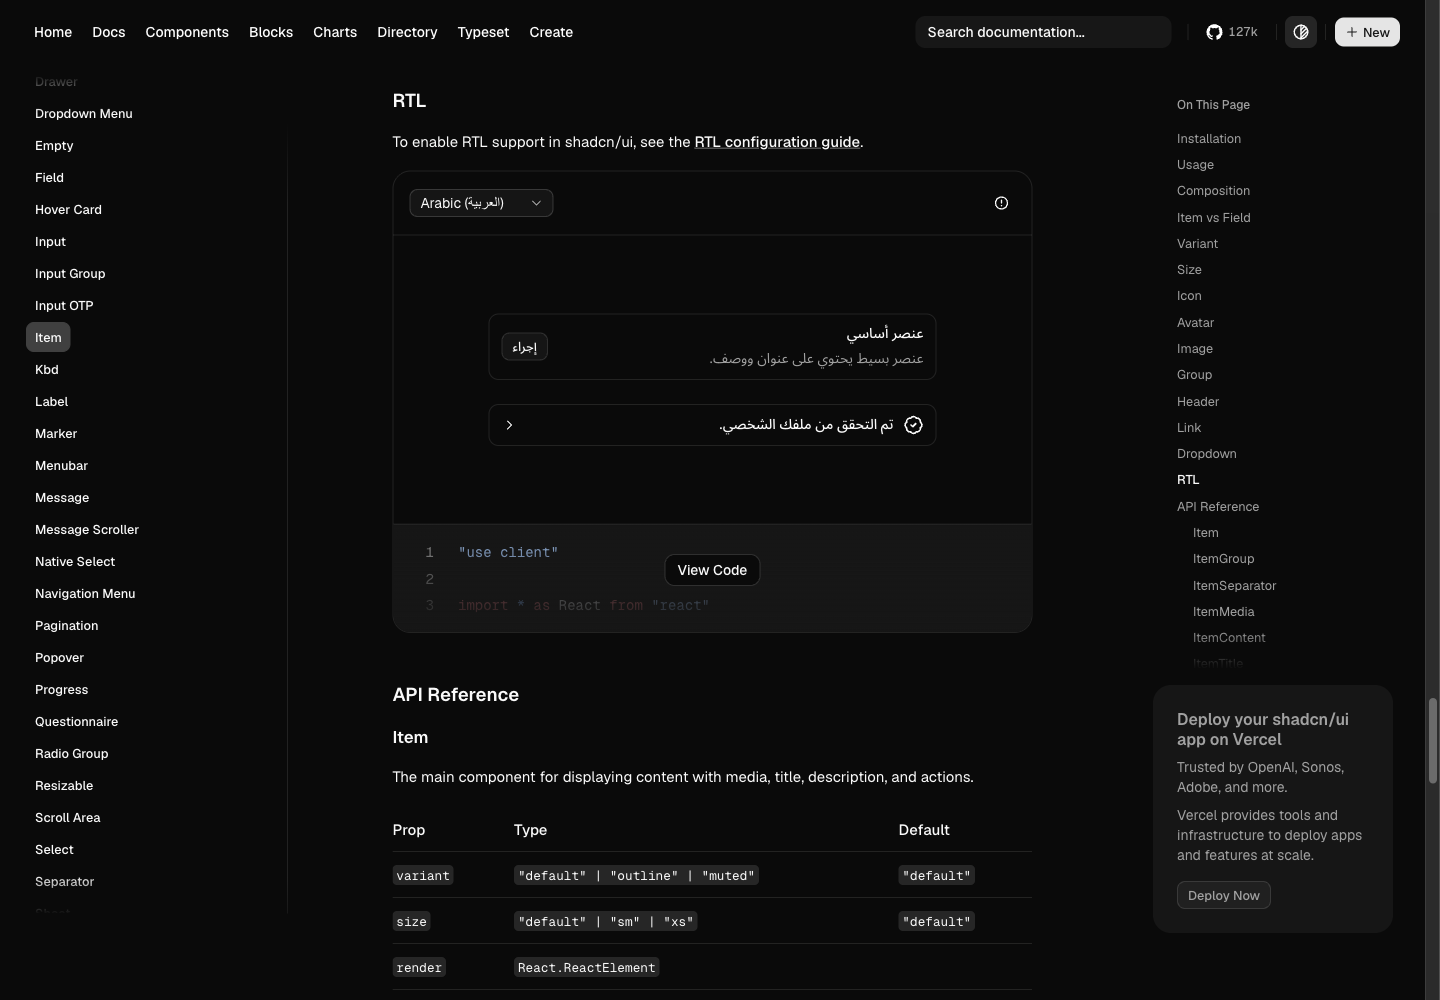 Home Docs Components Blocks Charts Directory Typeset Create
Search documentation...
127k
New
Drawer
Dropdown Menu
Empty
Field
Hover Card
Input
Input Group
Input OTP
Item
Kbd
Label
Marker
Menubar
Message
Message Scroller
Native Select
Navigation Menu
Pagination
Popover
Progress
Questionnaire
Radio Group
Resizable
Scroll Area
Select
Separator
RTL
To enable RTL support in shadcn/ui, see the RTL configuration guide.
Arabic (العربية)
عنصر أساسي
عنصر بسيط يحتوي على عنوان ووصف.
إجراء
تم التحقق من ملفك الشخصي.
1 "use client"
2
3 import * as React from "react"
View Code
API Reference
Item
The main component for displaying content with media, title, description, and actions.
Prop Type Default
variant "default" | "outline" | "muted" "default"
size "default" | "sm" | "xs" "default"
render React.ReactElement
On This Page
Installation
Usage
Composition
Item vs Field
Variant
Size
Icon
Avatar
Image
Group
Header
Link
Dropdown
RTL
API Reference
Item
ItemGroup
ItemSeparator
ItemMedia
ItemContent
ItemTitle
Deploy your shadcn/ui
app on Vercel
Trusted by OpenAI, Sonos,
Adobe, and more.
Vercel provides tools and
infrastructure to deploy apps
and features at scale.
Deploy Now